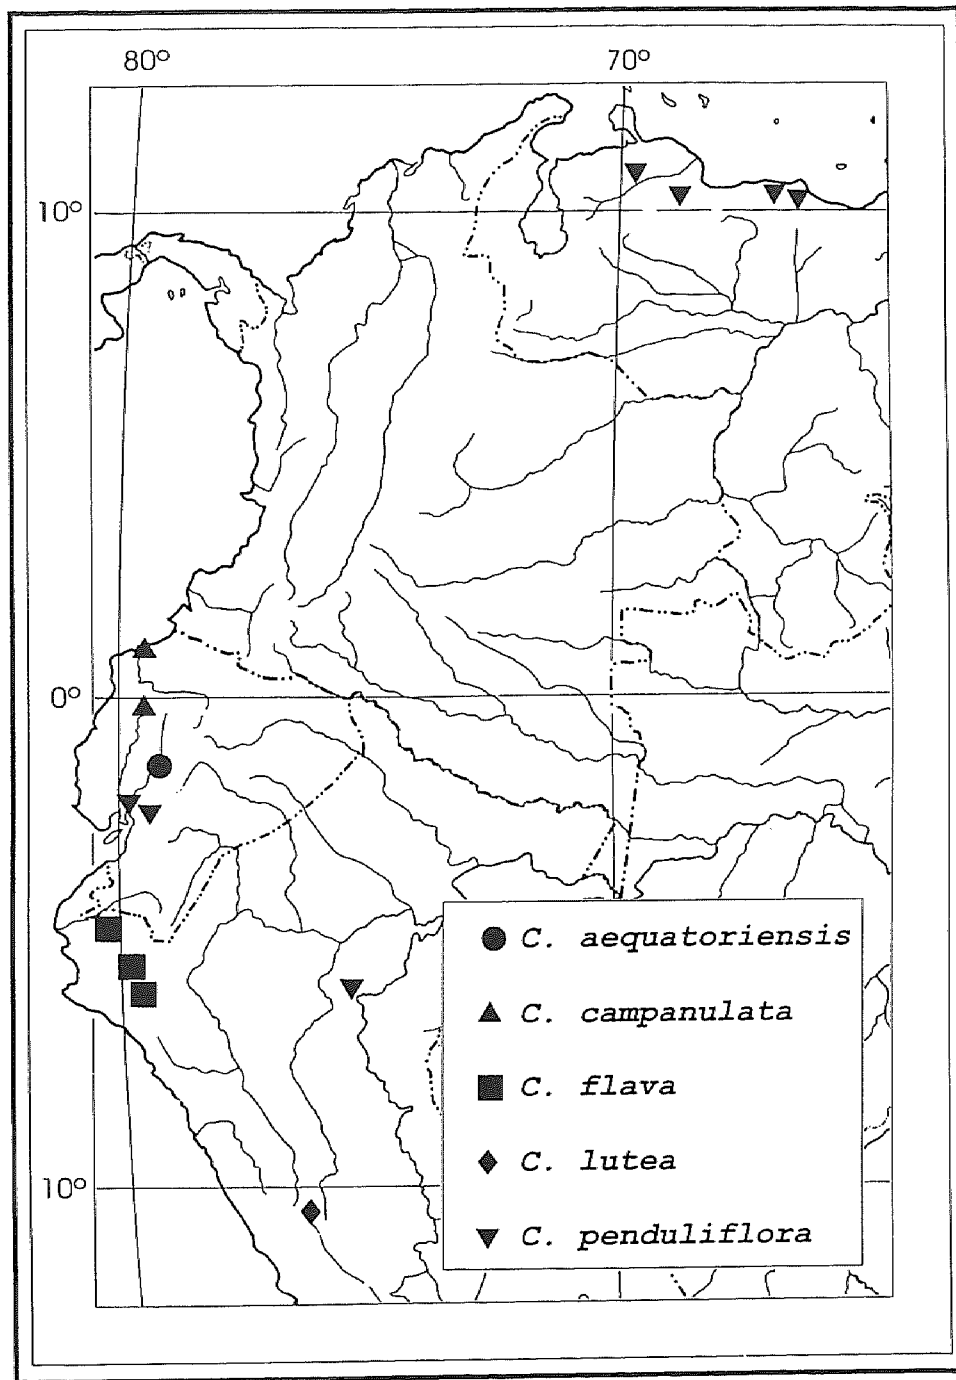 80° 70°
10°
0°
10°
C. aequatoriensis
C. campanulata
C. flava
C. lutea
C. penduliflora